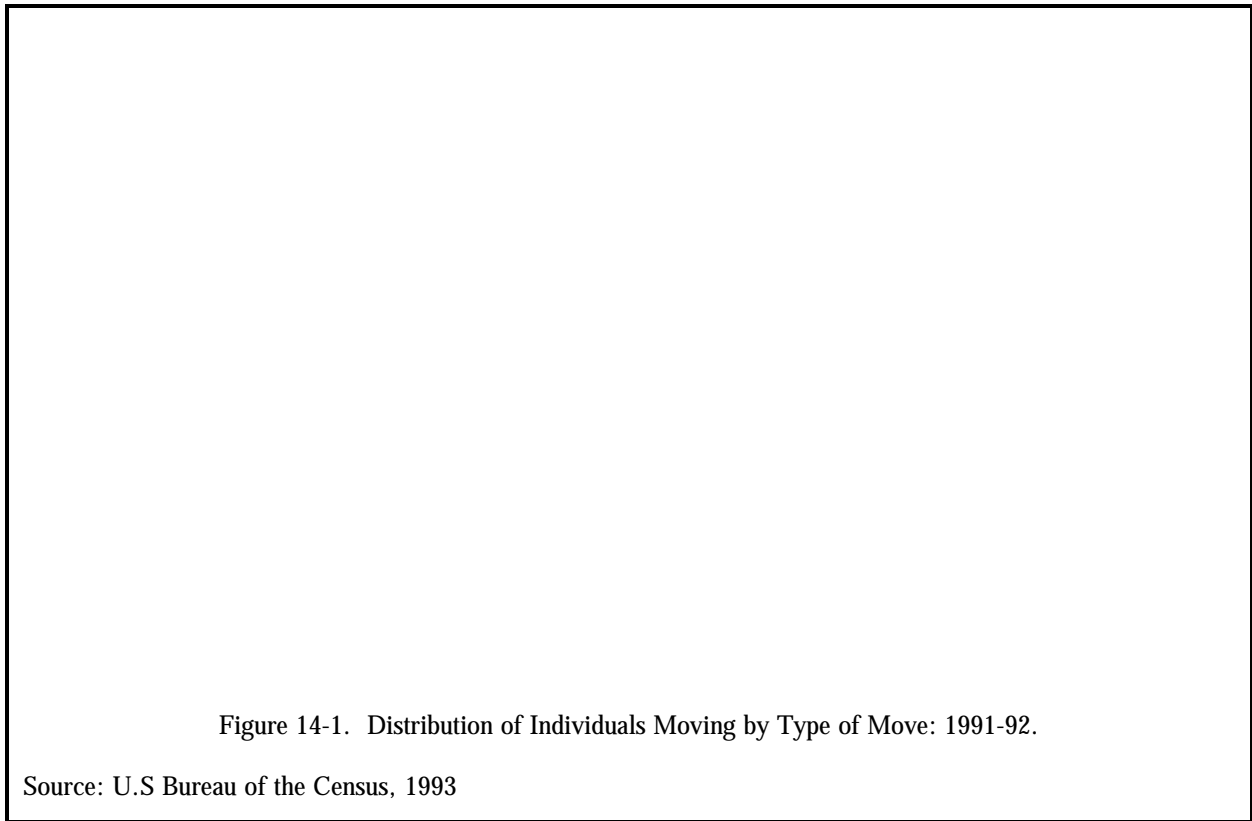 Figure 14-1. Distribution of Individuals Moving by Type of Move: 1991-92.
Source: U.S Bureau of the Census, 1993